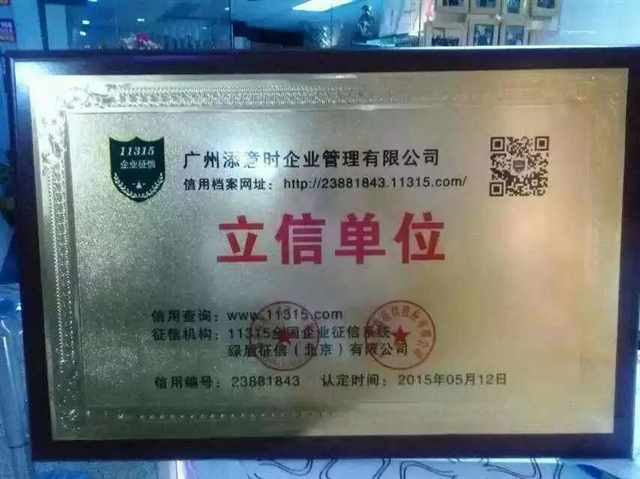 11315
企业征信
广州添意时企业管理有限公司
信用档案网址：http://23881843.11315.com/
立信单位
信用查询：www.11315.com
征信机构：11315全国企业征信系统
绿盾征信（北京）有限公司
信用编号：23881843 认定时间：2015年05月12日